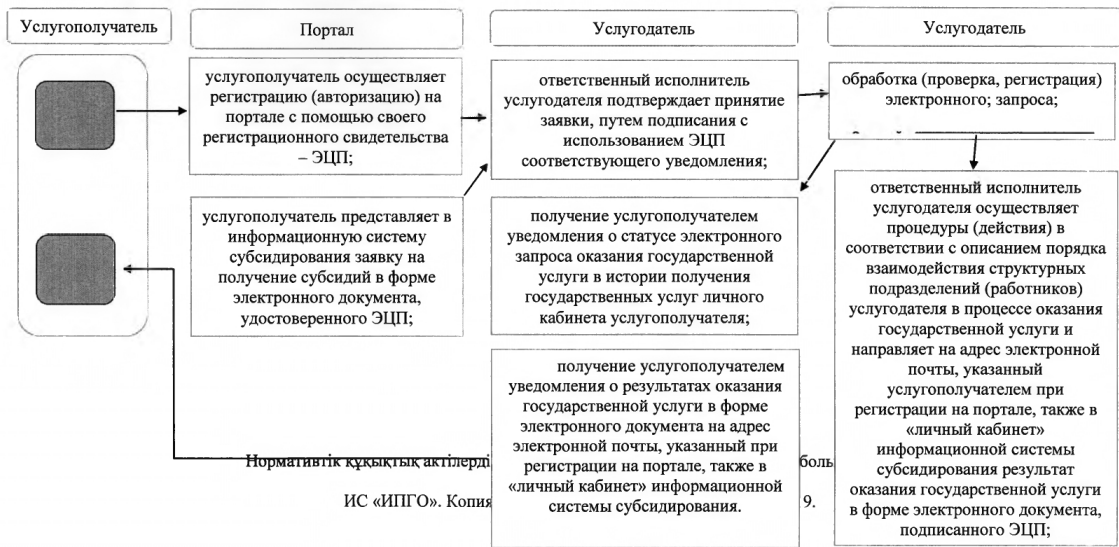 Услугополучатель
Портал
Услугодатель
Услугодатель
услугополучатель осуществляет
регистрацию (авторизацию) на
портале с помощью своего
регистрационного свидетельства
– ЭЦП;
ответственный исполнитель
услугодателя подтверждает принятие
заявки, путем подписания с
использованием ЭЦП
соответствующего уведомления;
обработка (проверка, регистрация)
электронного; запроса;
услугополучатель представляет в
информационную систему
субсидирования заявку на
получение субсидий в форме
электронного документа,
удостоверенного ЭЦП;
получение услугополучателем
уведомления о статусе электронного
запроса оказания государственной
услуги в истории получения
государственных услуг личного
кабинета услугополучателя;
ответственный исполнитель
услугодателя осуществляет
процедуры (действия) в
соответствии с описанием порядка
взаимодействия структурных
подразделений (работников)
услугодателя в процессе оказания
государственной услуги и
направляет на адрес электронной
почты, указанный
услугополучателем при
регистрации на портале, также в
«личный кабинет»
информационной системы
субсидирования результат
оказания государственной услуги
в форме электронного документа,
подписанного ЭЦП;
получение услугополучателем
уведомления о результатах оказания
государственной услуги в форме
электронного документа на адрес
электронной почты, указанный при
регистрации на портале, также в
«личный кабинет» информационной
системы субсидирования.
Нормативтік құқықтық актілерді боль
ИС «ИПГО». Копия 9.